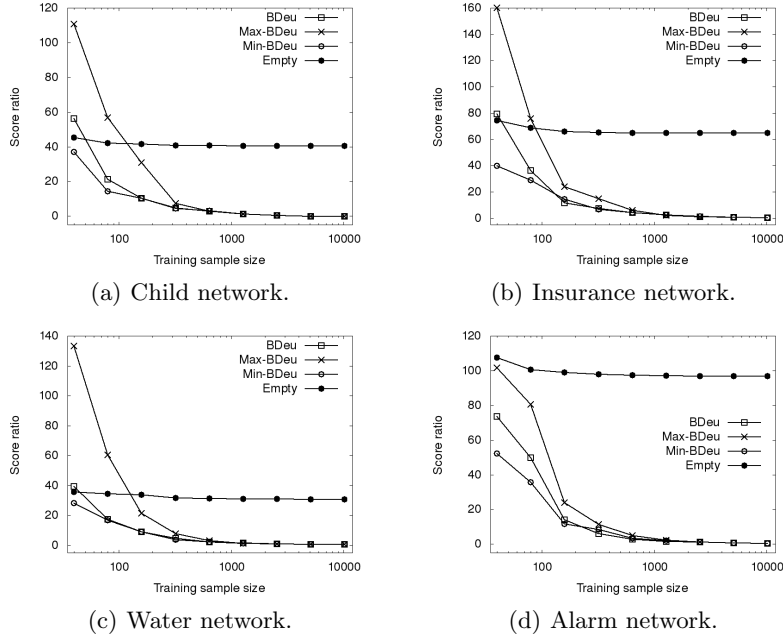 120
100
80
60
40
20
0
Score ratio
BDeu
Max-BDeu
Min-BDeu
Empty
100 1000 10000
Training sample size
(a) Child network.
160
140
120
100
80
60
40
20
0
Score ratio
BDeu
Max-BDeu
Min-BDeu
Empty
100 1000 10000
Training sample size
(b) Insurance network.
140
120
100
80
60
40
20
0
Score ratio
BDeu
Max-BDeu
Min-BDeu
Empty
100 1000 10000
Training sample size
(c) Water network.
120
100
80
60
40
20
0
Score ratio
BDeu
Max-BDeu
Min-BDeu
Empty
100 1000 10000
Training sample size
(d) Alarm network.